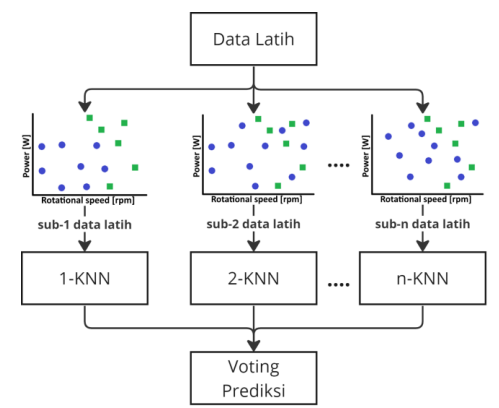 Data Latih
Power [W]
Rotational speed [rpm]
Power [W]
Rotational speed [rpm]
....
Power [W]
Rotational speed [rpm]
sub-1 data latih
sub-2 data latih
sub-n data latih
1-KNN
2-KNN
....
n-KNN
Voting
Prediksi